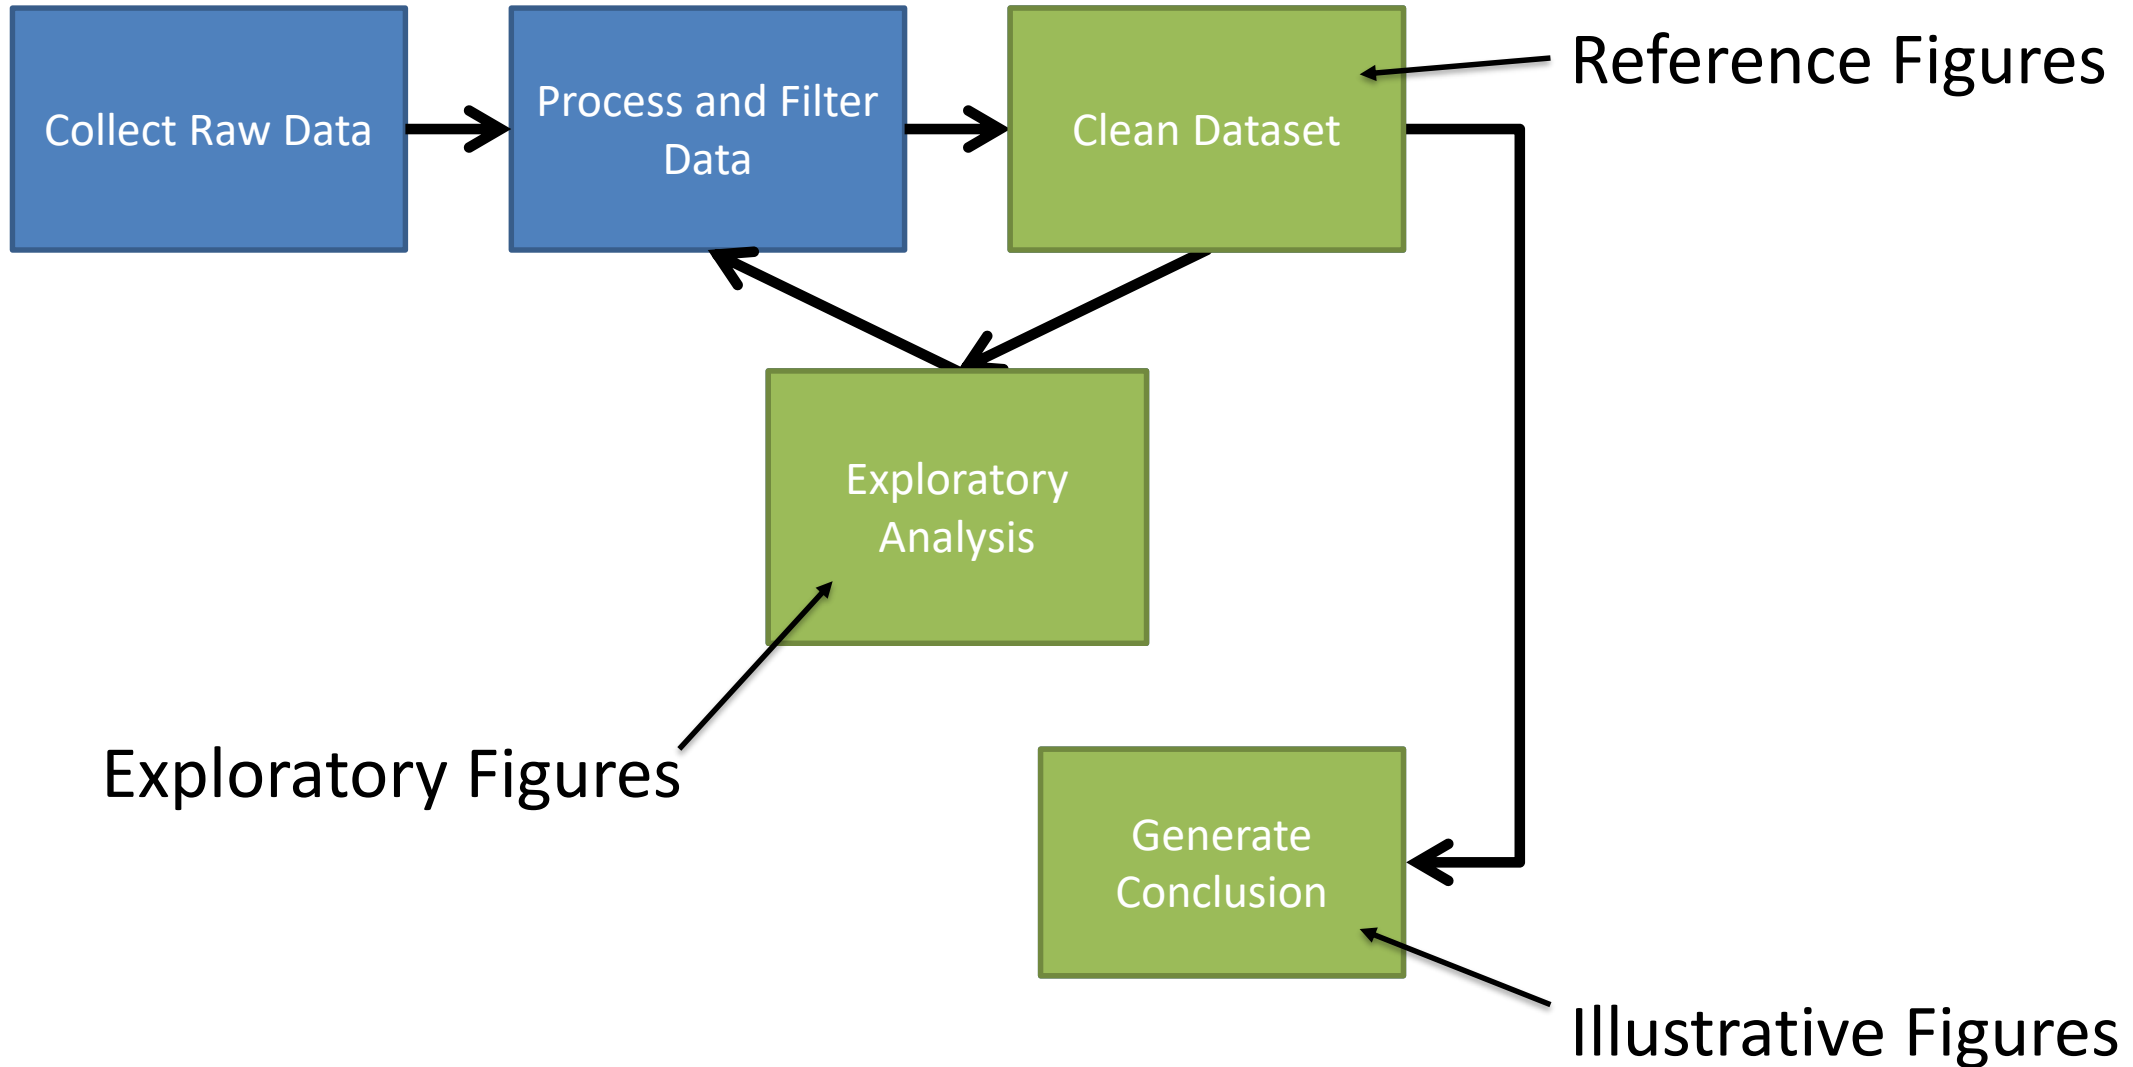 Collect Raw Data
Process and Filter
Data
Clean Dataset
Reference Figures
Exploratory
Analysis
Exploratory Figures
Generate
Conclusion
Illustrative Figures